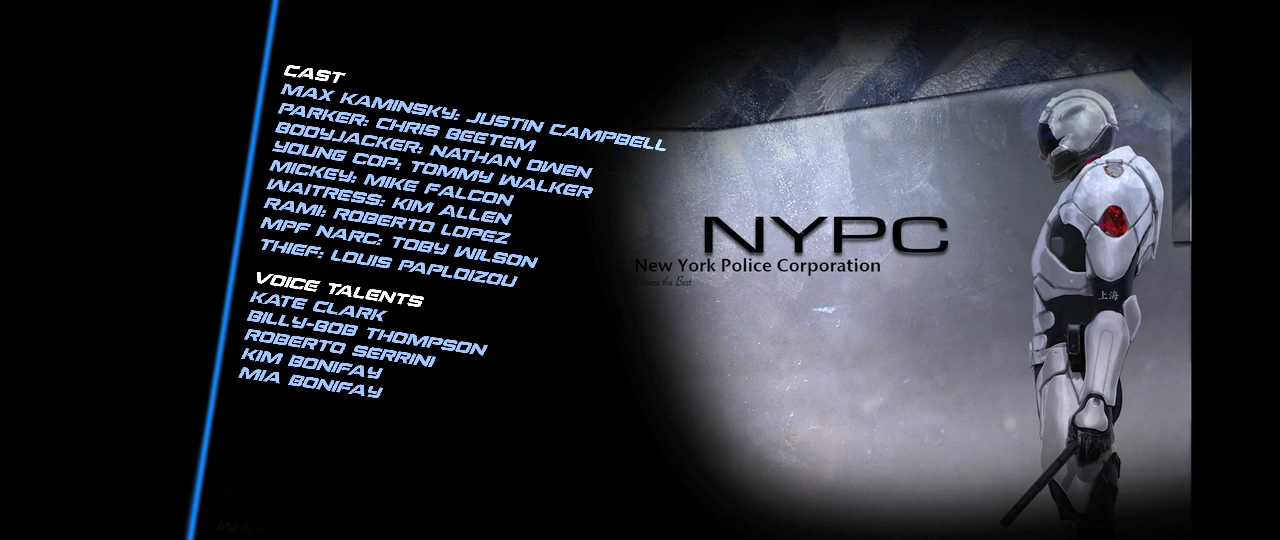 CAST
MAX KAMINSKY: JUSTIN CAMPBELL
PARKER: CHRIS BEETEM
BODYJACKER: NATHAN OWEN
YOUNG COP: TOMMY WALKER
MICKEY: MIKE FALCON
WAITRESS: KIM ALLEN
RAMI: ROBERTO LOPEZ
MPF NARC: TOBY WILSON
THIEF: LOUIS PAPLOIZOU
VOICE TALENTS
KATE CLARK
BILLY-BOB THOMPSON
ROBERTO SERRINI
KIM BONIFAY
MIA BONIFAY
NYPC
New York Police Corporation
the Best
上海